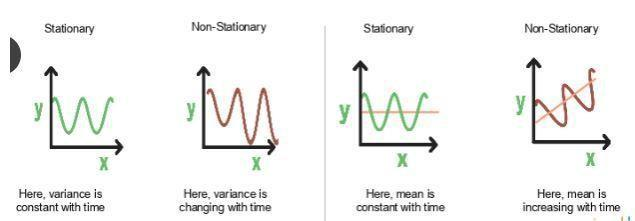 Stationary
Non-Stationary
Stationary
Non-Stationary
y
x
y
x
y
x
y
x
Here, variance is
constant with time
Here, variance is
changing with time
Here, mean is
constant with time
Here, mean is
increasing with time